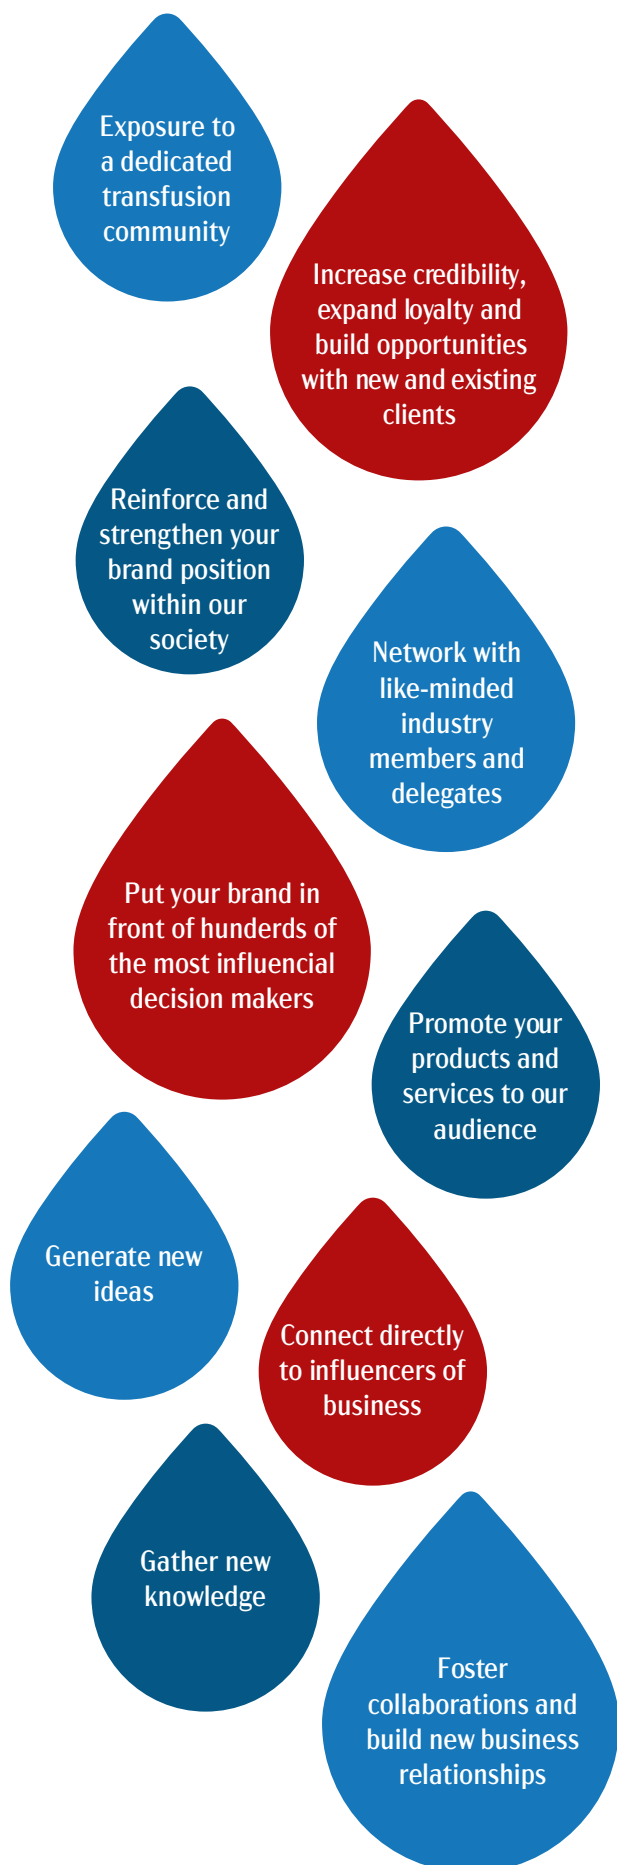 Exposure to
a dedicated
transfusion
community
Increase credibility,
expand loyalty and
build opportunities
with new and existing
clients
Reinforce and
strengthen your
brand position
within our
society
Network with
like-minded
industry
members and
delegates
Put your brand in
front of hunderds of
the most influencial
decision makers
Promote your
products and
services to our
audience
Generate new
ideas
Connect directly
to influencers of
business
Gather new
knowledge
Foster
collaborations and
build new business
relationships